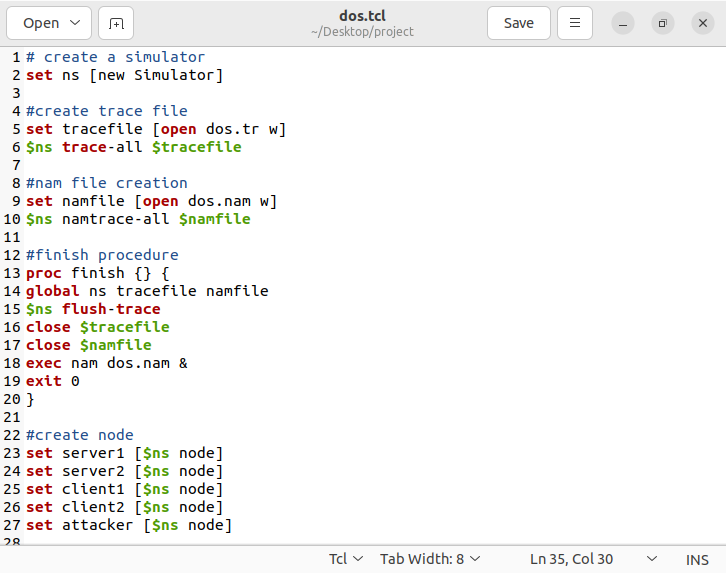 Open
dos.tcl
~/Desktop/project
Save
1 # create a simulator
2 set ns [new Simulator]
3
4 #create trace file
5 set tracefile [open dos.tr w]
6 $ns trace-all $tracefile
7
8 #nam file creation
9 set namfile [open dos.nam w]
10 $ns namtrace-all $namfile
11
12 #finish procedure
13 proc finish {} {
14 global ns tracefile namfile
15 $ns flush-trace
16 close $tracefile
17 close $namfile
18 exec nam dos.nam &
19 exit 0
20 }
21
22 #create node
23 set server1 [$ns node]
24 set server2 [$ns node]
25 set client1 [$ns node]
26 set client2 [$ns node]
27 set attacker [$ns node]
28
Tcl Tab Width: 8 Ln 35, Col 30 INS